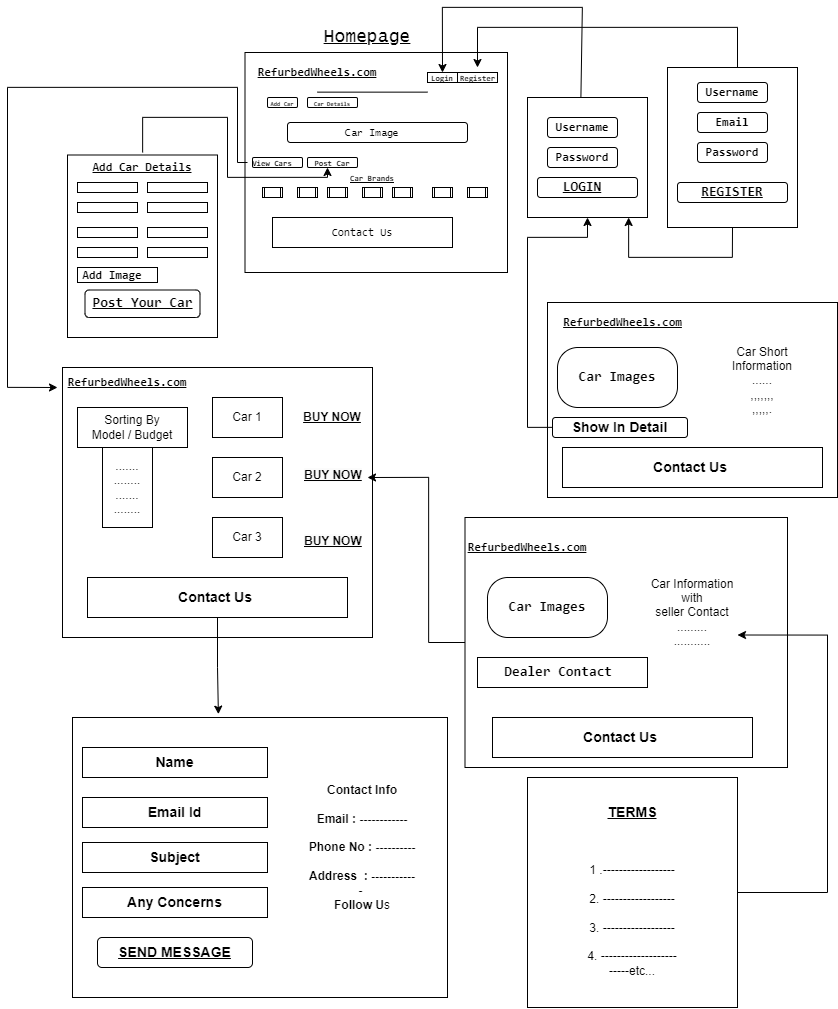 Homepage
RefurbedWheels.com
Login Register
Add Car Car Details
Car Image
View Cars Post Car
Car Brands
Contact Us
Username
Password
LOGIN
Username
Email
Password
REGISTER
Add Car Details
Add Image
Post Your Car
RefurbedWheels.com
Car Images
Car Short
Information
......
,,,,,,,
,,,,,.
Show In Detail
Contact Us
RefurbedWheels.com
Sorting By
Model / Budget
.......
........
.......
........
Car 1 BUY NOW
Car 2 BUY NOW
Car 3 BUY NOW
Contact Us
RefurbedWheels.com
Car Images
Car Information
with
seller Contact
.........
...........
Dealer Contact
Contact Us
Name
Email Id
Subject
Any Concerns
SEND MESSAGE
Contact Info
Email : ------------
Phone No : ----------
Address : -----------
-
Follow Us
TERMS
1 .------------------
2. ------------------
3. ------------------
4. -------------------
-----etc...